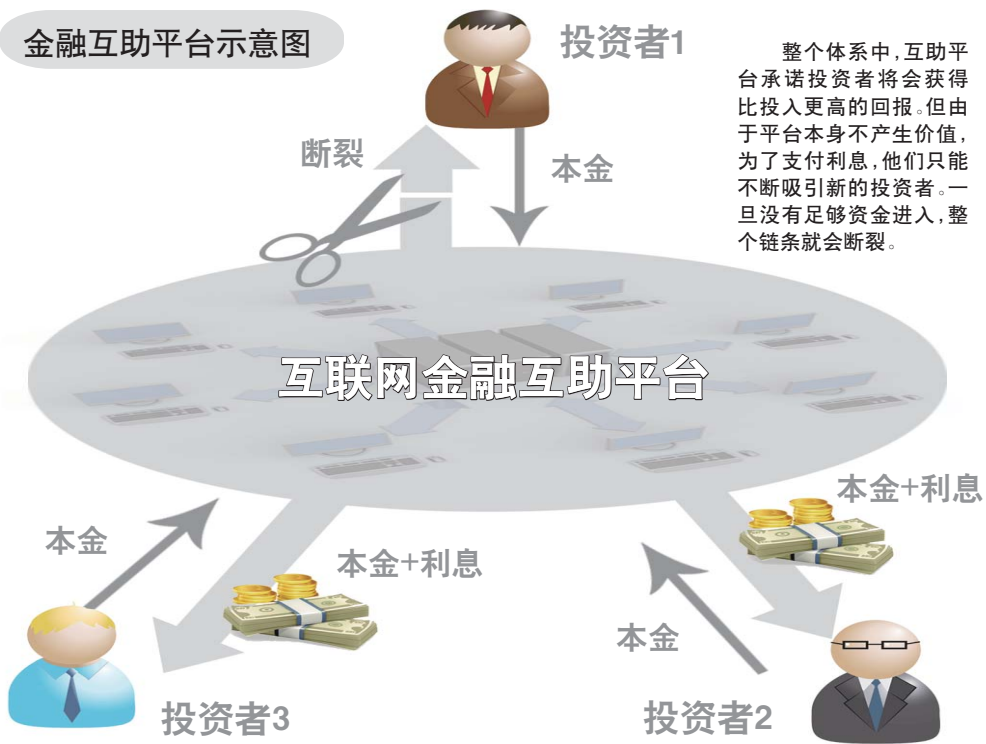 金融互助平台示意图
投资者1
整个体系中，互助平
台承诺投资者将会获得
比投入更高的回报。但由
于平台本身不产生价值，
为了支付利息，他们只能
不断吸引新的投资者。一
旦没有足够资金进入，整
个链条就会断裂。
断裂
本金
互联网金融互助平台
本金+利息
本金
本金+利息
本金
投资者3
投资者2